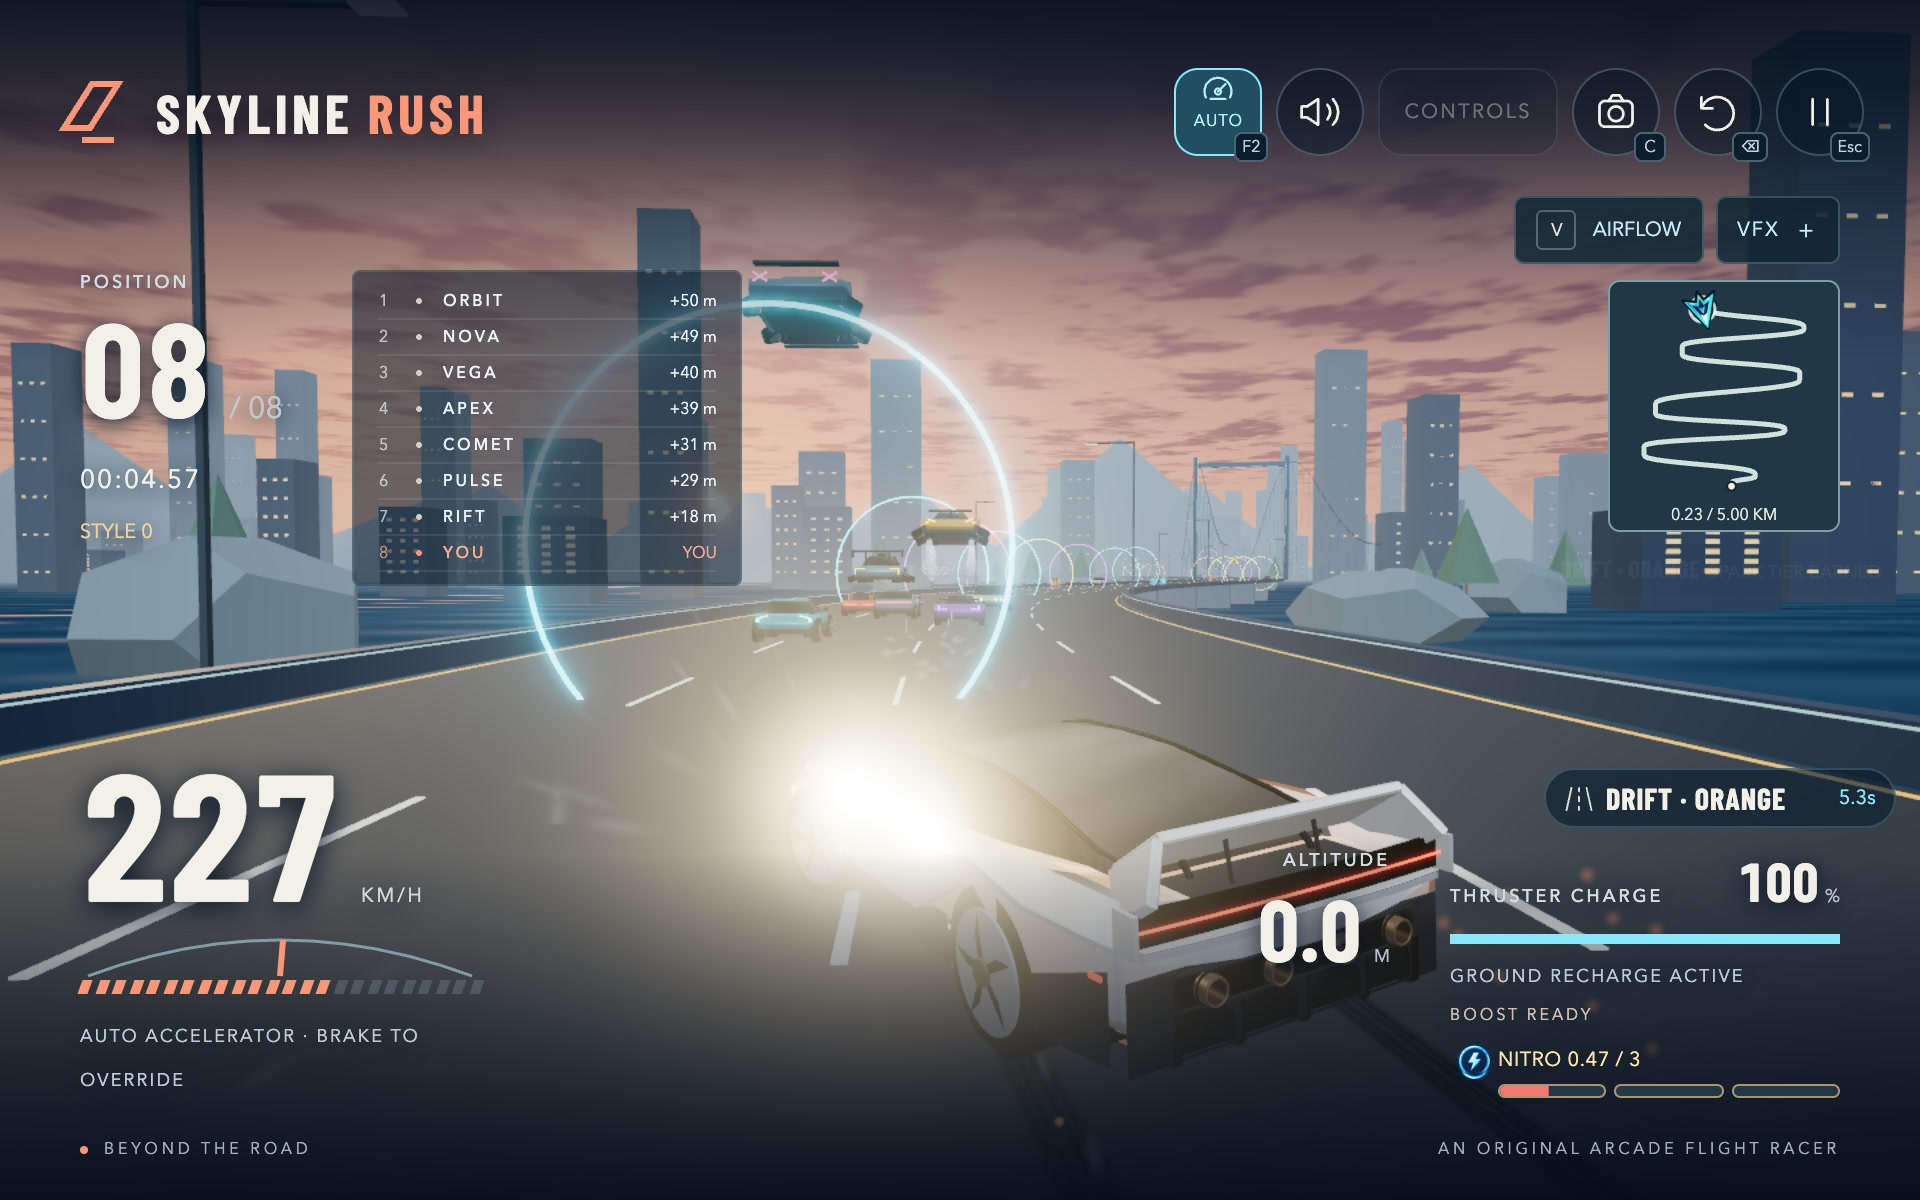 SKYLINE RUSH
AUTO
F2
CONTROLS
C
Esc
V AIRFLOW
VFX +
POSITION
08 / 08
00:04.57
STYLE 0
1 • ORBIT +50 m
2 • NOVA +49 m
3 • VEGA +40 m
4 • APEX +39 m
5 • COMET +31 m
6 • PULSE +29 m
7 • RIFT +18 m
8 • YOU YOU
0.23 / 5.00 KM
227 KM/H
AUTO ACCELERATOR · BRAKE TO
OVERRIDE
DRIFT · ORANGE 5.3s
ALTITUDE
0.0 M
THRUSTER CHARGE 100 %
GROUND RECHARGE ACTIVE
BOOST READY
NITRO 0.47 / 3
• BEYOND THE ROAD
AN ORIGINAL ARCADE FLIGHT RACER